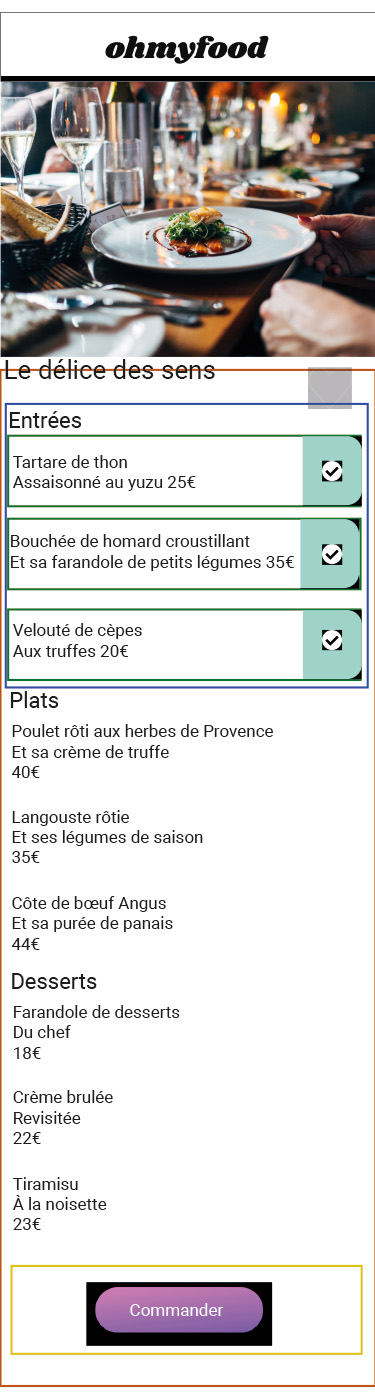 ohmyfood
Le délice des sens
Entrées
Tartare de thon
Assaisonné au yuzu 25€
Bouchée de homard croustillant
Et sa farandole de petits légumes 35€
Velouté de cèpes
Aux truffes 20€
Plats
Poulet rôti aux herbes de Provence
Et sa crème de truffe
40€
Langouste rôtie
Et ses légumes de saison
35€
Côte de bœuf Angus
Et sa purée de panais
44€
Desserts
Farandole de desserts
Du chef
18€
Crème brulée
Revisitée
22€
Tiramisu
À la noisette
23€
Commander